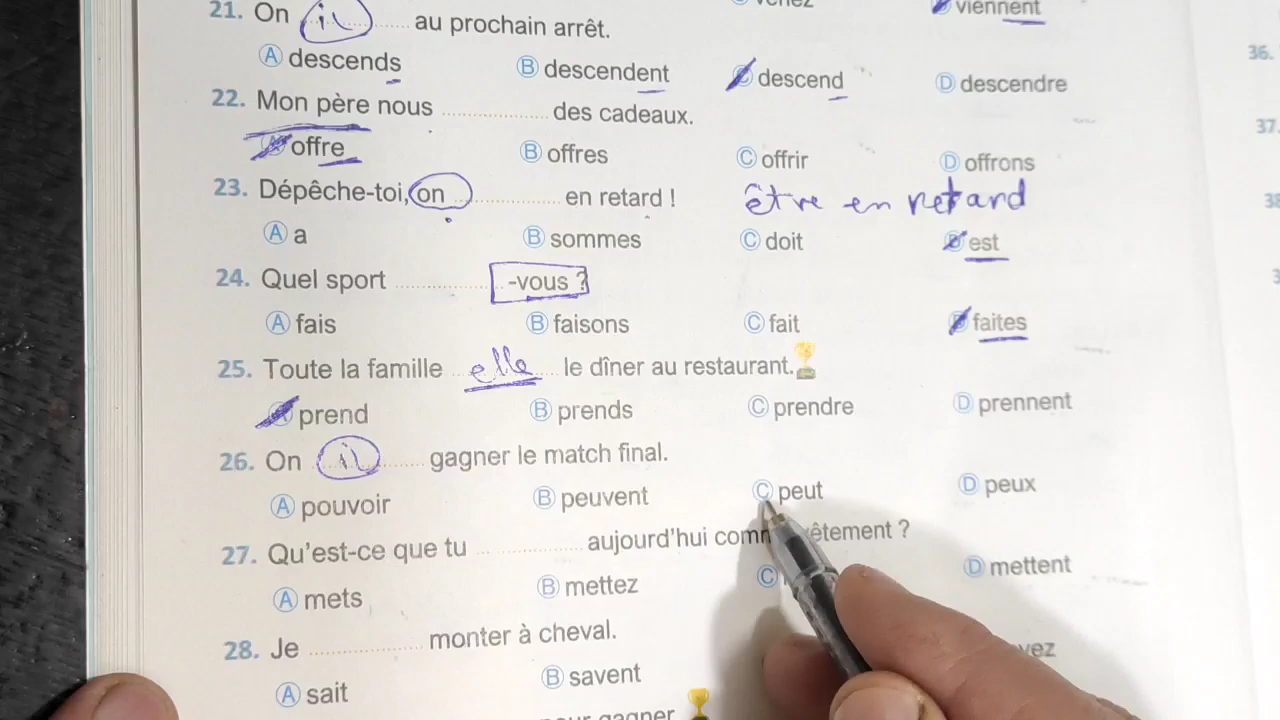 viennent
21. On il au prochain arrêt.
A descends B descendent C descend D descendre
22. Mon père nous ........ des cadeaux.
A offre B offres C offrir D offrons
23. Dépêche-toi, on ........ en retard ! être en retard
A a B sommes C doit D est
24. Quel sport ........ -vous ?
A fais B faisons C fait D faites
25. Toute la famille elle le dîner au restaurant.
A prend B prends C prendre D prennent
26. On il gagner le match final.
A pouvoir B peuvent C peut D peux
27. Qu'est-ce que tu ........ aujourd'hui vêtement ?
A mets B mettez C D mettent
28. Je ........ monter à cheval.
A sait B savent
gagner
36.
37.